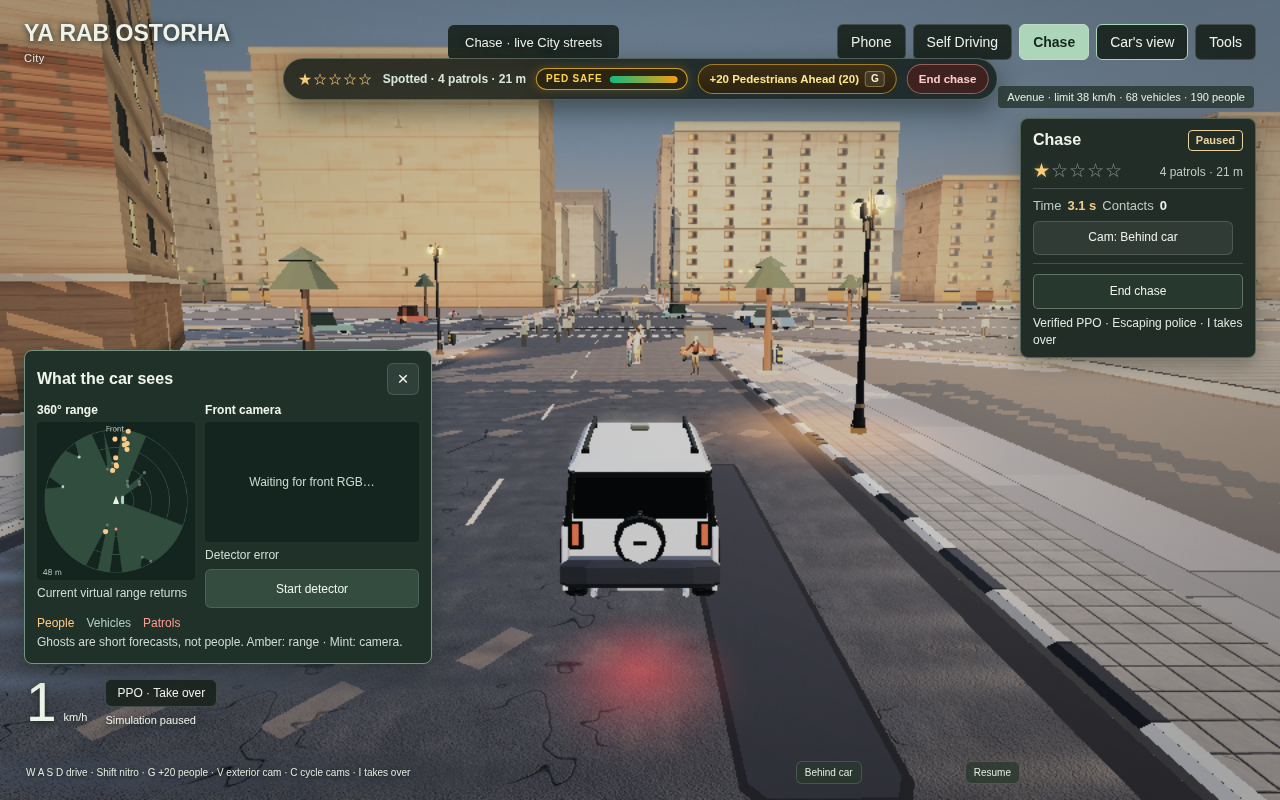 YA RAB OSTORHA
City
Chase · live City streets
Phone
Self Driving
Chase
Car's view
Tools
★☆☆☆☆ Spotted · 4 patrols · 21 m
PED SAFE
+20 Pedestrians Ahead (20) G
End chase
Avenue · limit 38 km/h · 68 vehicles · 190 people
Chase
Paused
★☆☆☆☆ 4 patrols · 21 m
Time 3.1 s Contacts 0
Cam: Behind car
End chase
Verified PPO · Escaping police · I takes
over
What the car sees
✕
360° range
Front camera
Front
Waiting for front RGB…
48 m
Detector error
Start detector
Current virtual range returns
People Vehicles Patrols
Ghosts are short forecasts, not people. Amber: range · Mint: camera.
1 km/h
PPO · Take over
Simulation paused
W A S D drive · Shift nitro · G +20 people · V exterior cam · C cycle cams · I takes over
Behind car
Resume